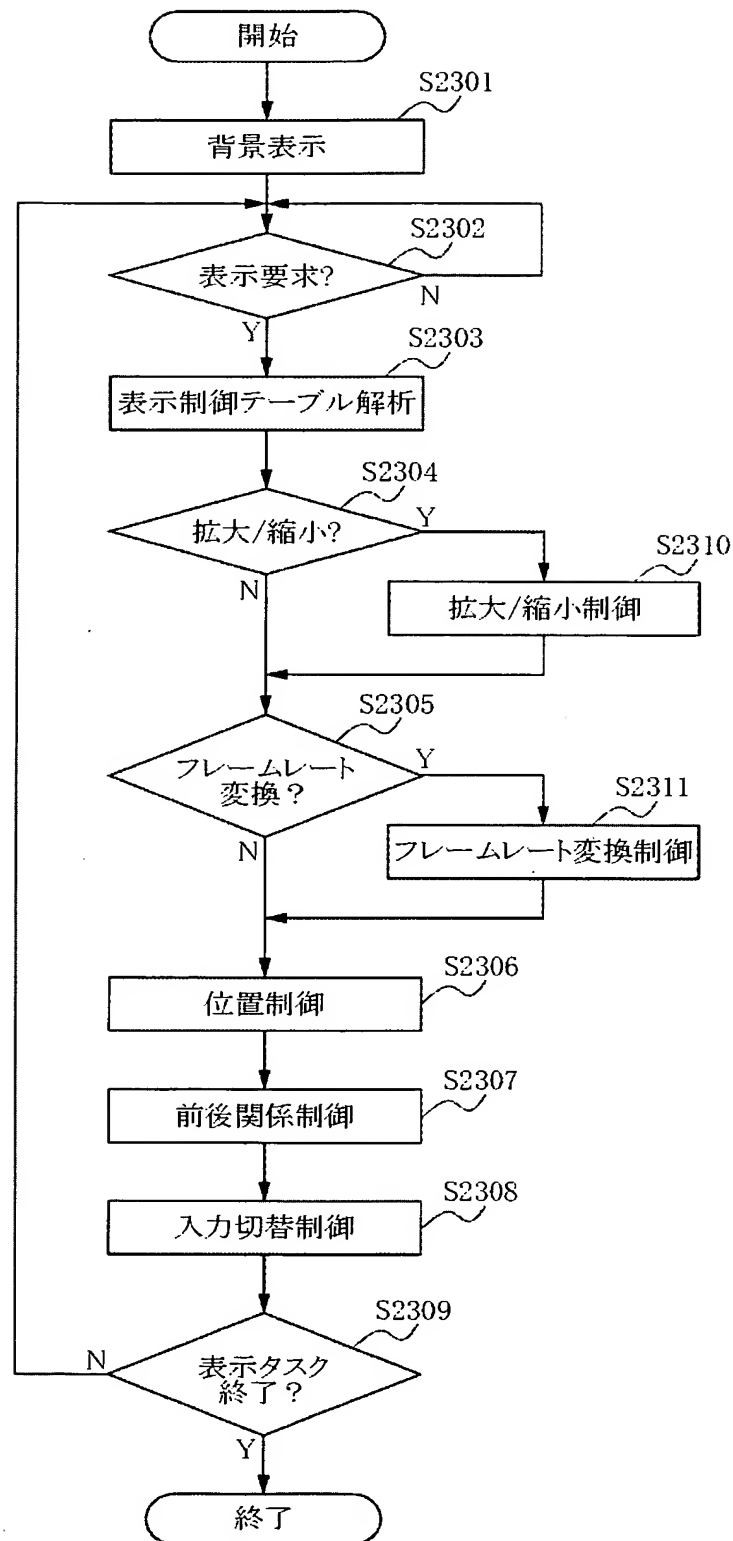 開始
S2301
背景表示
S2302
表示要求?
N
Y
S2303
表示制御テーブル解析
S2304
拡大/縮小?
Y
N
S2310
拡大/縮小制御
S2305
フレームレート
変換?
Y
N
S2311
フレームレート変換制御
S2306
位置制御
S2307
前後関係制御
S2308
入力切替制御
S2309
表示タスク
終了?
N
Y
終了